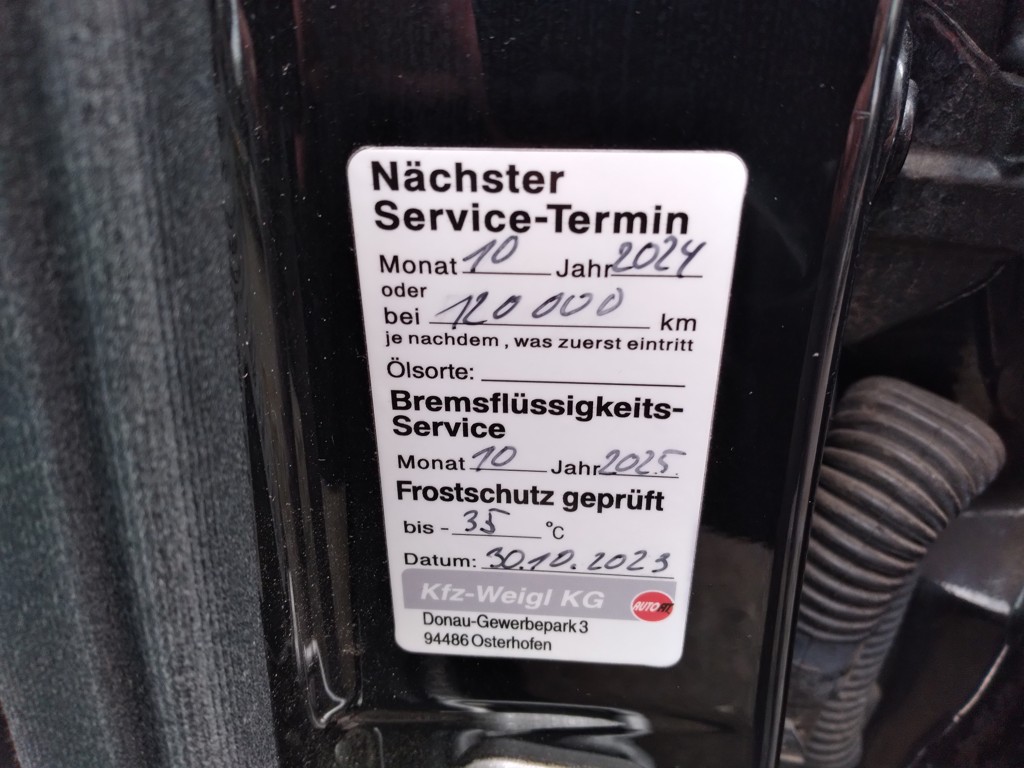 Nächster
Service-Termin
Monat 10 Jahr 2024
oder
bei 120 000 km
je nachdem, was zuerst eintritt
Ölsorte:
Bremsflüssigkeits-
Service
Monat 10 Jahr 2025
Frostschutz geprüft
bis - 35 °C
Datum: 30.10.2023
Kfz-Weigl KG AUTOFIT
Donau-Gewerbepark 3
94486 Osterhofen